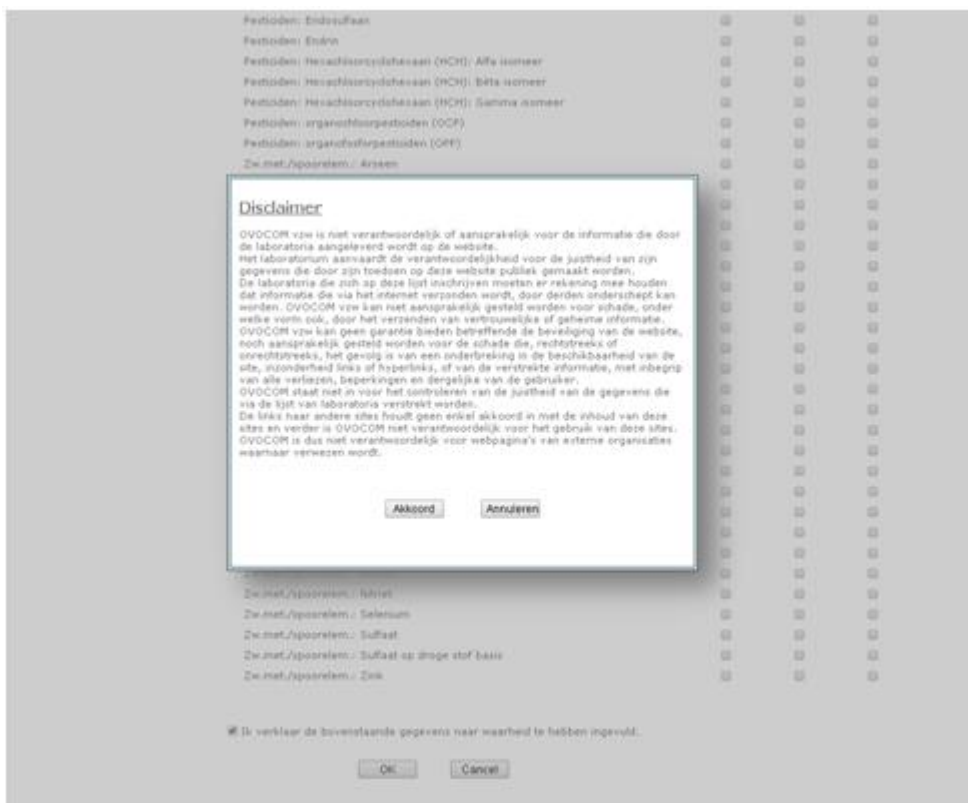 Pesticiden: Endosulfaan
Pesticiden: Endrin
Pesticiden: Hexachloorcyclohexaan (HCH): Alfa isomeer
Pesticiden: Hexachloorcyclohexaan (HCH): Bèta isomeer
Pesticiden: Hexachloorcyclohexaan (HCH): Gamma isomeer
Pesticiden: organochloorpesticiden (OCP)
Pesticiden: organofosforpesticiden (OPP)
Zw.met./spoorelem.: Arseen
Disclaimer
OVOCOM vzw is niet verantwoordelijk of aansprakelijk voor de informatie die door
de laboratoria aangeleverd wordt op de website.
Het laboratorium aanvaardt de verantwoordelijkheid voor de juistheid van zijn
gegevens die door zijn toedoen op deze website publiek gemaakt worden.
De laboratoria die zich op deze lijst inschrijven moeten er rekening mee houden
dat informatie die via het internet verzonden wordt, door derden onderschept kan
worden. OVOCOM vzw kan niet aansprakelijk gesteld worden voor schade, onder
welke vorm ook, door het verzenden van vertrouwelijke of geheime informatie.
OVOCOM vzw kan geen garantie bieden betreffende de beveiliging van de website,
noch aansprakelijk gesteld worden voor de schade die, rechtstreeks of
onrechtstreeks, het gevolg is van een onderbreking in de beschikbaarheid van de
site, inzonderheid links of hyperlinks, of van de verstrekte informatie, met inbegrip
van alle verliezen, beperkingen en dergelijke van de gebruiker.
OVOCOM staat niet in voor het controleren van de juistheid van de gegevens die
via de lijst van laboratoria verstrekt worden.
De links naar andere sites houdt geen enkel akkoord in met de inhoud van deze
sites en verder is OVOCOM niet verantwoordelijk voor het gebruik van deze sites.
OVOCOM is dus niet verantwoordelijk voor webpagina's van externe organisaties
waarnaar verwezen wordt.
Akkoord Annuleren
Zw.met./spoorelem.: Nitriet
Zw.met./spoorelem.: Selenium
Zw.met./spoorelem.: Sulfaat
Zw.met./spoorelem.: Sulfaat op droge stof basis
Zw.met./spoorelem.: Zink
Ik verklaar de bovenstaande gegevens naar waarheid te hebben ingevuld.
OK Cancel